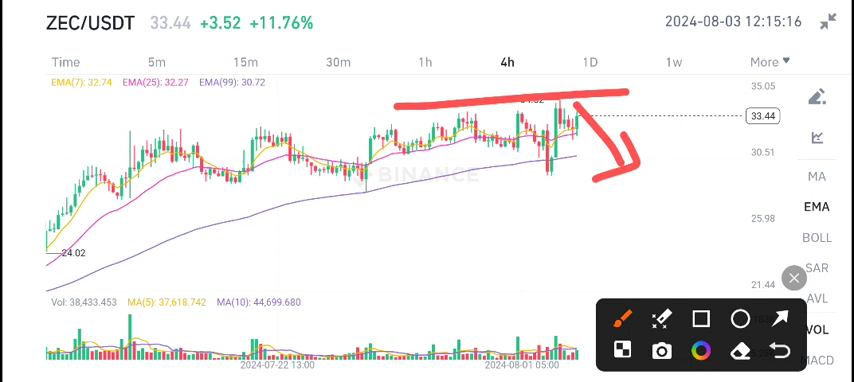 ZEC/USDT 33.44 +3.52 +11.76% 2024-08-03 12:15:16
Time 5m 15m 30m 1h 4h 1D 1w More
EMA(7): 32.74 EMA(25): 32.27 EMA(99): 30.72
35.05
33.44
30.51
25.98
21.44
24.02
BINANCE
MA
EMA
BOLL
SAR
AVL
VOL
MACD
Vol: 38,433.453 MA(5): 37,618.742 MA(10): 44,699.680
2024-07-22 13:00 2024-08-01 05:00